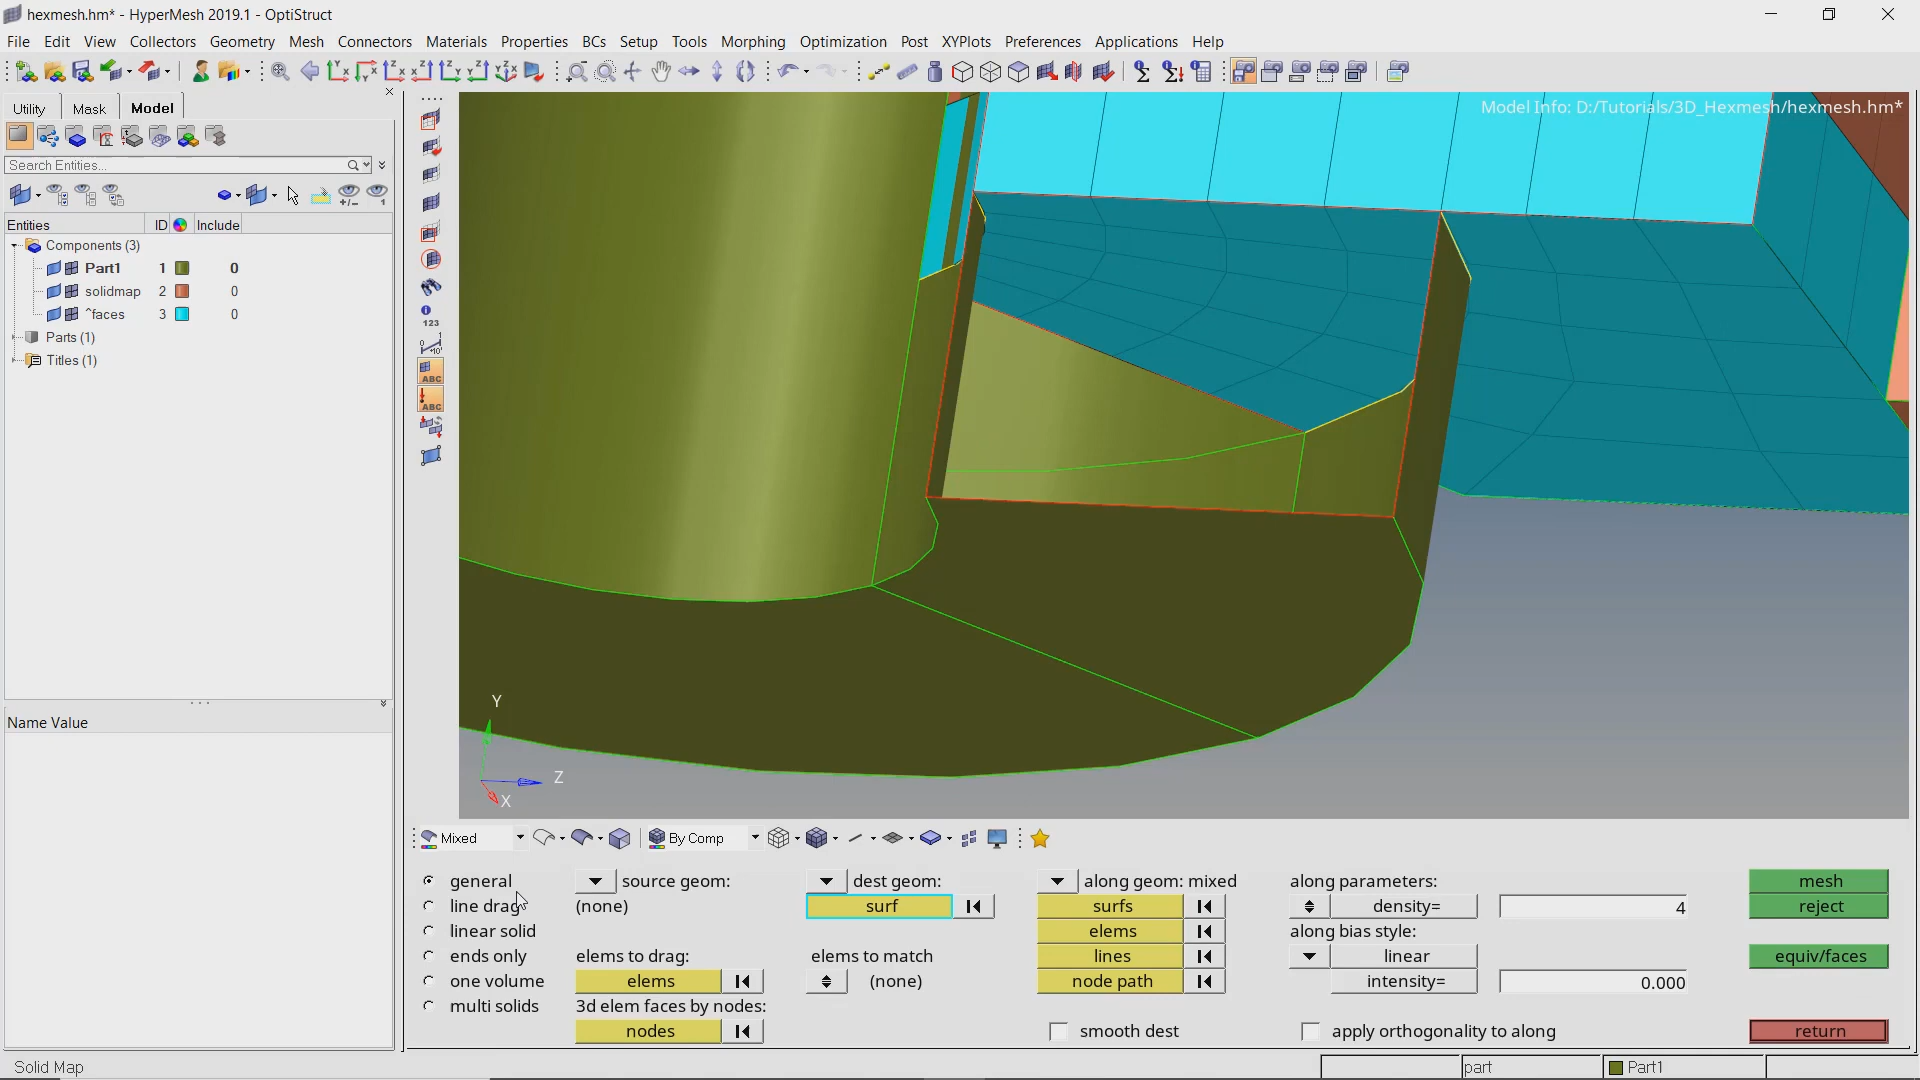 hexmesh.hm* - HyperMesh 2019.1 - OptiStruct
File Edit View Collectors Geometry Mesh Connectors Materials Properties BCs Setup Tools Morphing Optimization Post XYPlots Preferences Applications Help
Utility Mask Model
Model Info: D:/Tutorials/3D_Hexmesh/hexmesh.hm*
Search Entities...
Entities ID Include
Components (3)
Part1 1 0
solidmap 2 0
^faces 3 0
Parts (1)
Titles (1)
123
ABC
ABC
Name Value
Y
Z
X
Mixed By Comp
general source geom: dest geom: along geom: mixed along parameters: mesh
line drag (none) surf surfs density= 4 reject
linear solid elems along bias style:
ends only elems to drag: elems to match lines linear equiv/faces
one volume elems (none) node path intensity= 0.000
multi solids 3d elem faces by nodes:
nodes smooth dest apply orthogonality to along return
Solid Map part Part1